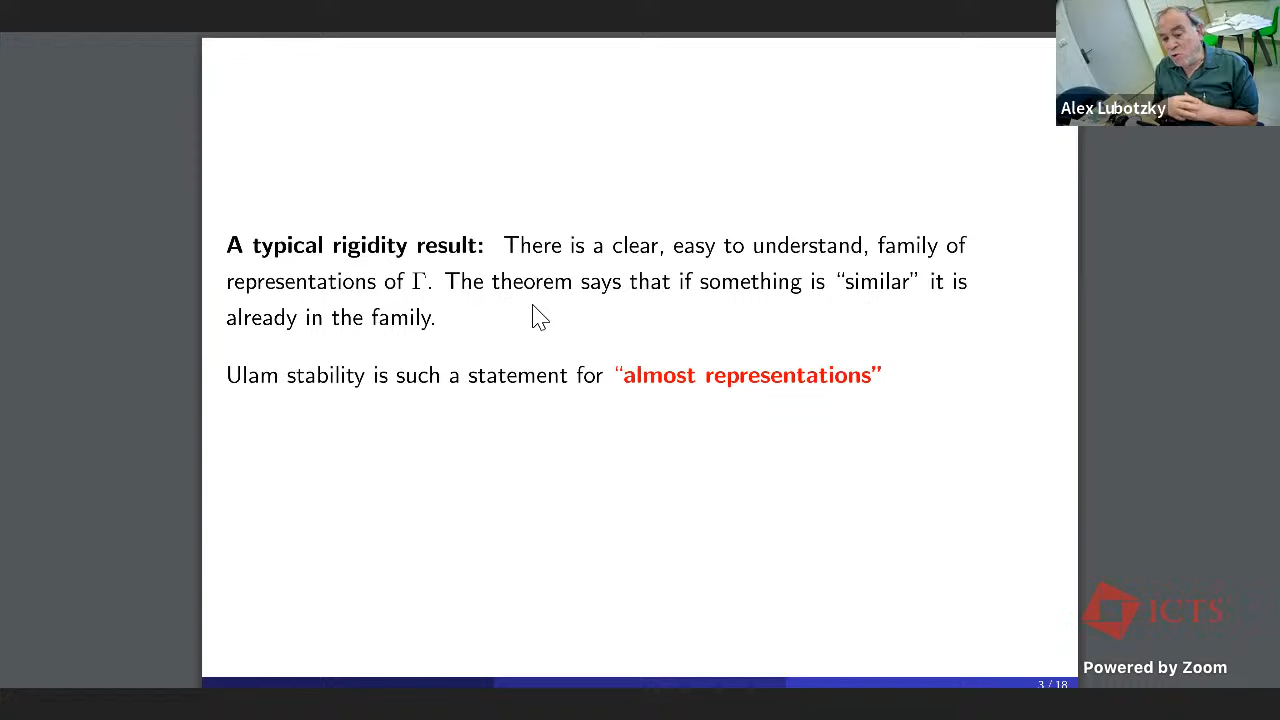 Alex Lubotzky
A typical rigidity result: There is a clear, easy to understand, family of
representations of Γ. The theorem says that if something is “similar” it is
already in the family.
Ulam stability is such a statement for “almost representations”
ICTS
Powered by Zoom
3 / 18